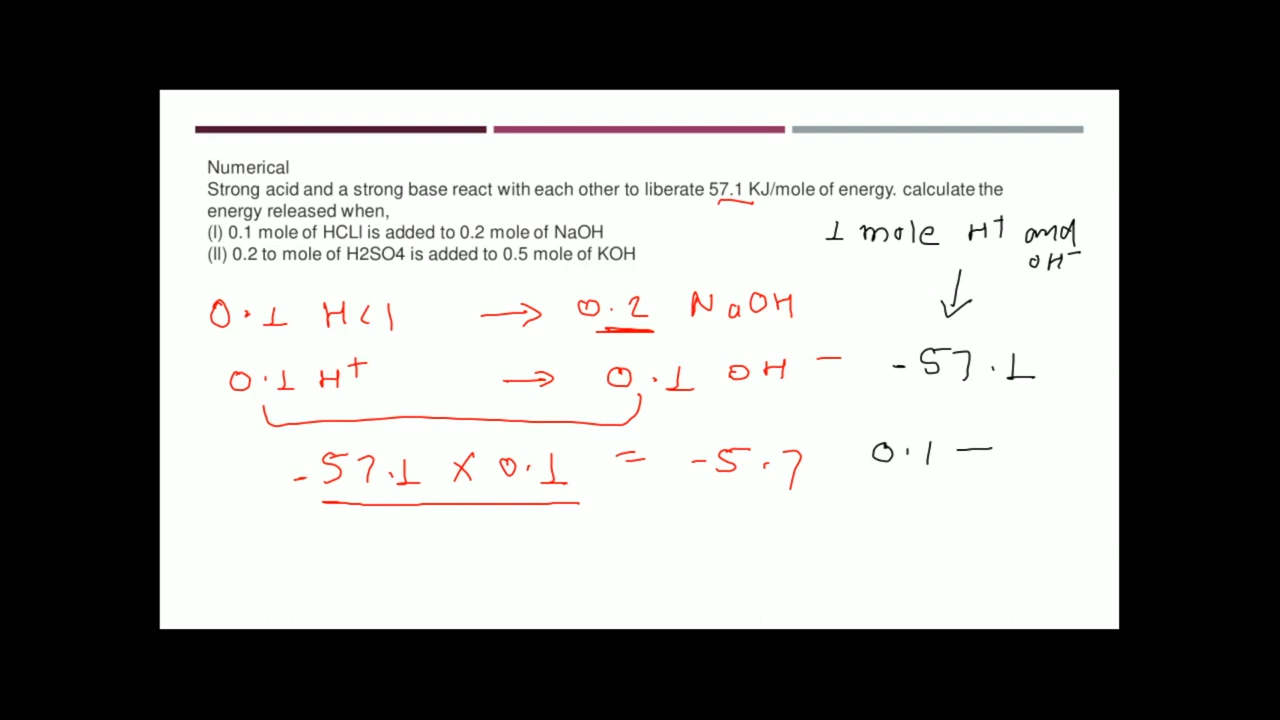 Numerical
Strong acid and a strong base react with each other to liberate 57.1 KJ/mole of energy. calculate the
energy released when,
(I) 0.1 mole of HCLl is added to 0.2 mole of NaOH
(II) 0.2 to mole of H2SO4 is added to 0.5 mole of KOH
1 mole H+ and
OH-
0.1 HCl → 0.2 NaOH
0.1 H+ → 0.1 OH -
-57.1
-57.1 X 0.1 = -5.7
0.1 —